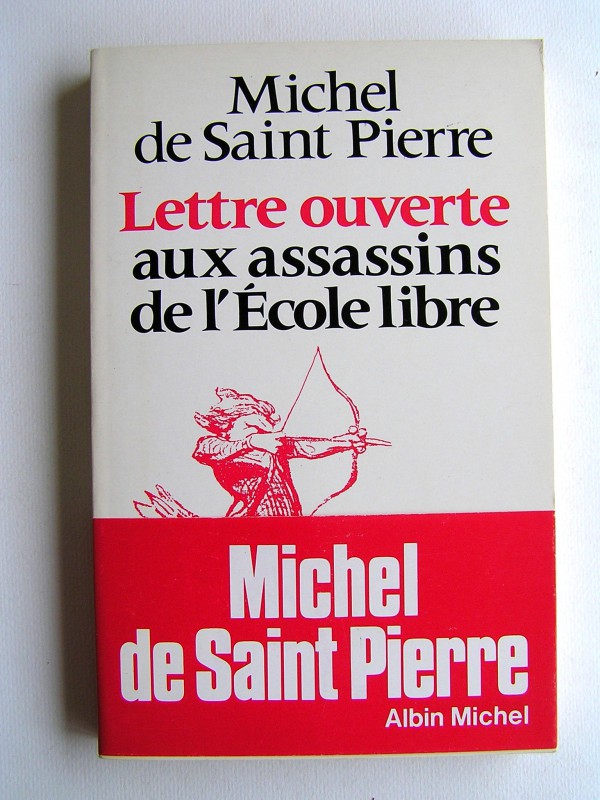 Michel
de Saint Pierre
Lettre ouverte
aux assassins
de l'École libre
Michel
de Saint Pierre
Albin Michel